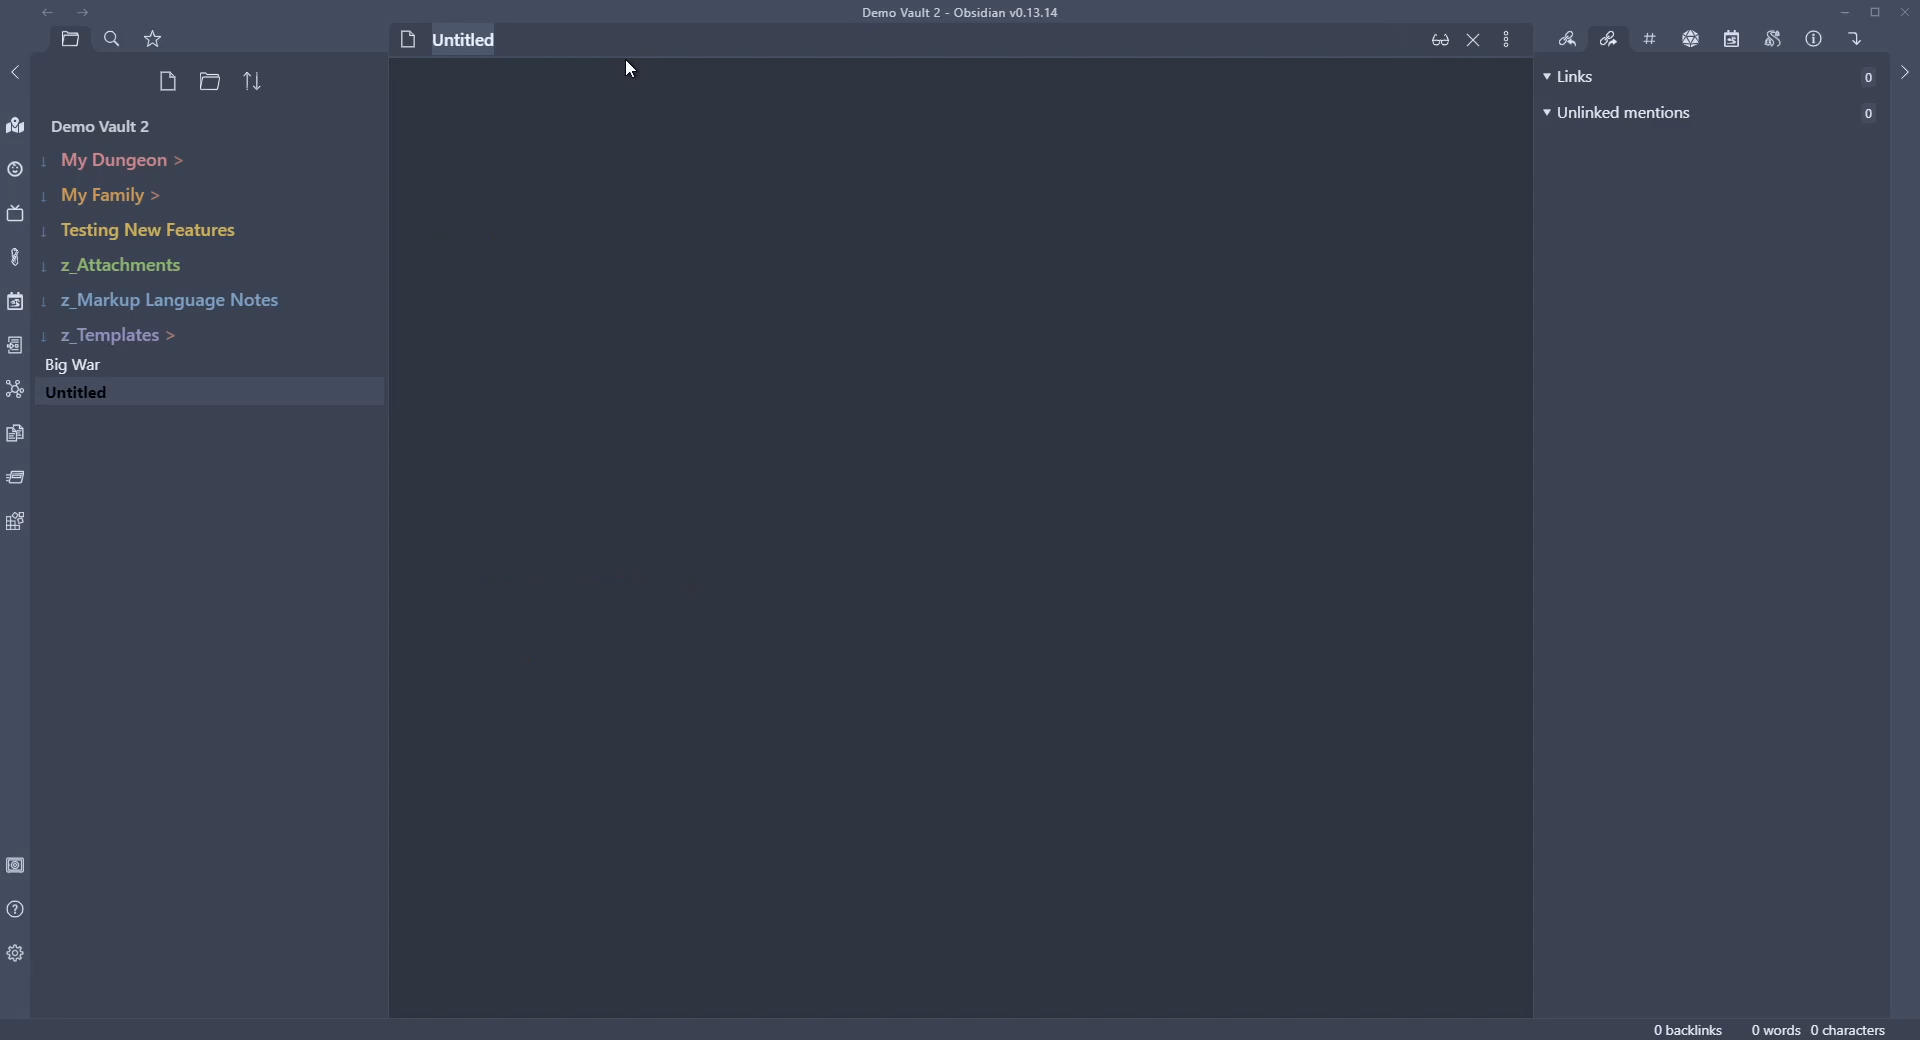 Demo Vault 2 - Obsidian v0.13.14
Untitled
Links 0
Unlinked mentions 0
Demo Vault 2
My Dungeon >
My Family >
Testing New Features
z_Attachments
z_Markup Language Notes
z_Templates >
Big War
Untitled
0 backlinks 0 words 0 characters